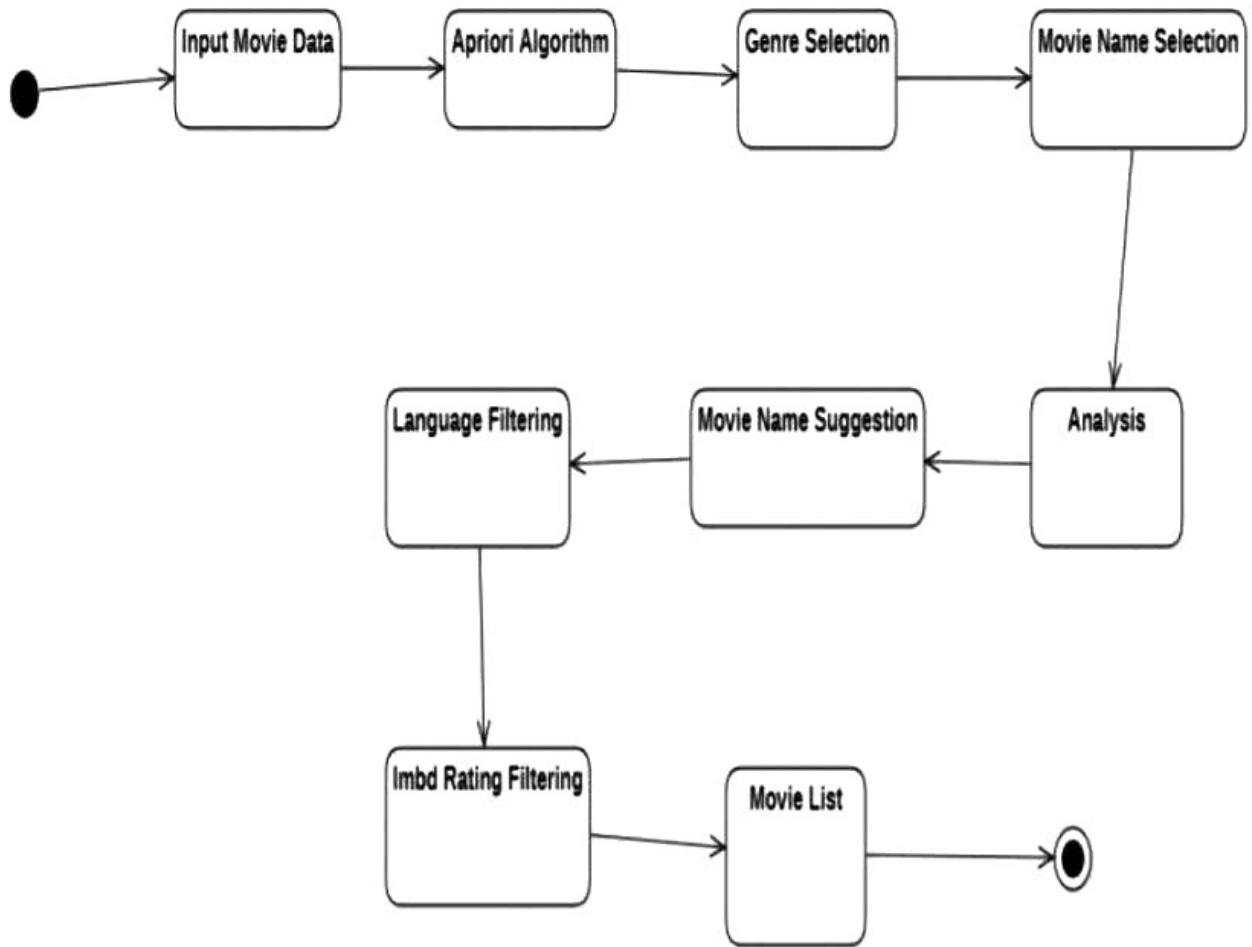 Input Movie Data
Apriori Algorithm
Genre Selection
Movie Name Selection
Analysis
Movie Name Suggestion
Language Filtering
Imbd Rating Filtering
Movie List